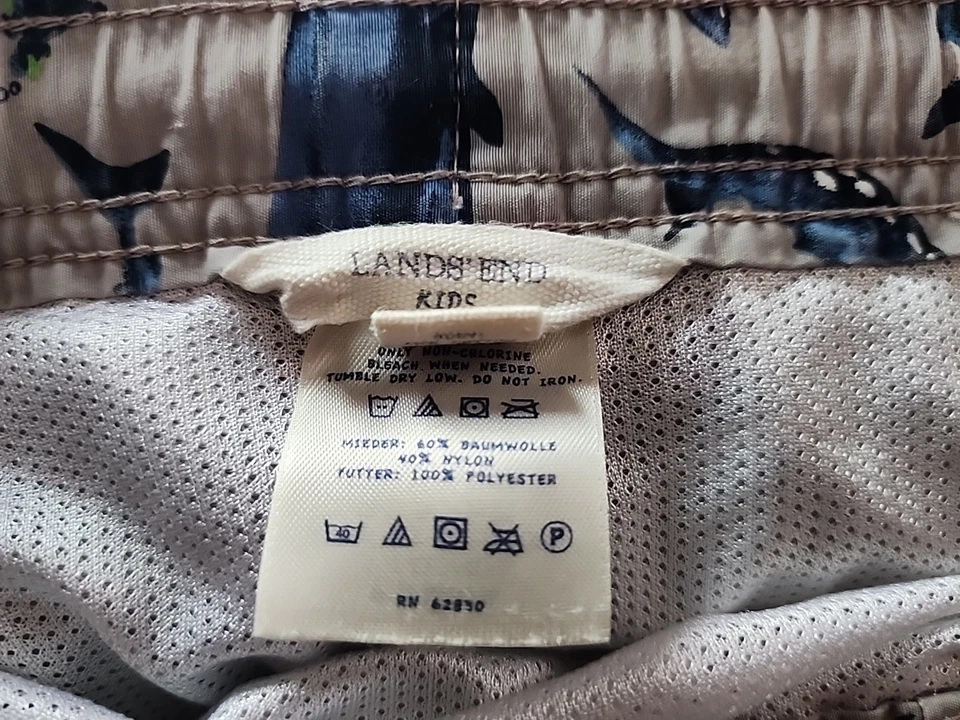 LANDS' END
KIDS
ONLY NON-CHLORINE
BLEACH WHEN NEEDED.
TUMBLE DRY LOW. DO NOT IRON.
MIEDER: 60% BAUMWOLLE
40% NYLON
FUTTER: 100% POLYESTER
40
P
RN 62830